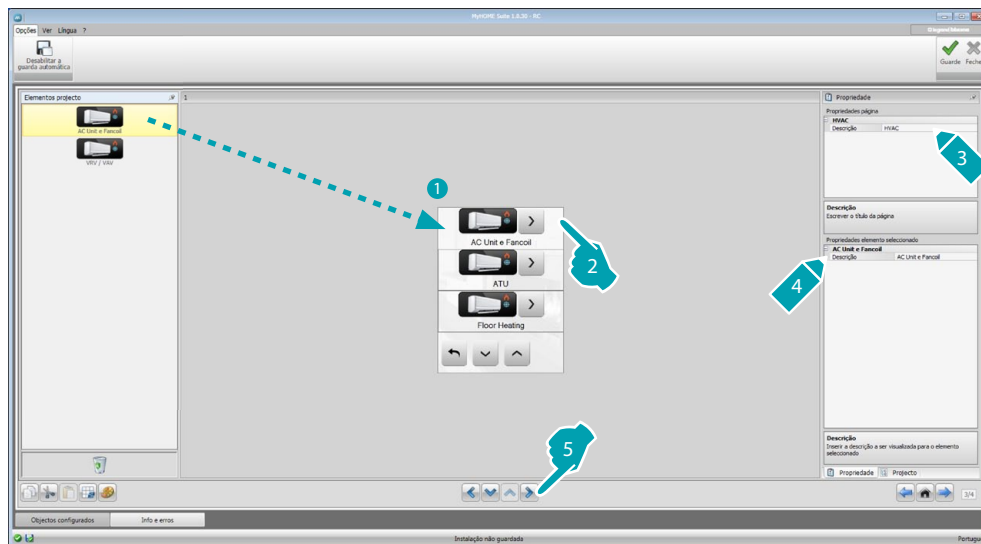 MyHOME Suite 1.0.30 - RC
Opções Ver Língua ?
Desabilitar a
guarda automática
Guarde Feche
Elementos projecto
1
Propriedade
AC Unit e Fancoil
VRV / VAV
Propriedades página
HVAC
Descrição HVAC
3
1
AC Unit e Fancoil
2
ATU
Floor Heating
Descrição
Escrever o título da página
Propriedades elemento seleccionado
AC Unit e Fancoil
Descrição AC Unit e Fancoil
4
Descrição
Inserir a descrição a ser visualizada para o elemento
seleccionado
5
Propriedade Projecto
3/4
Objectos configurados Info e erros
Instalação não guardada
Portugu